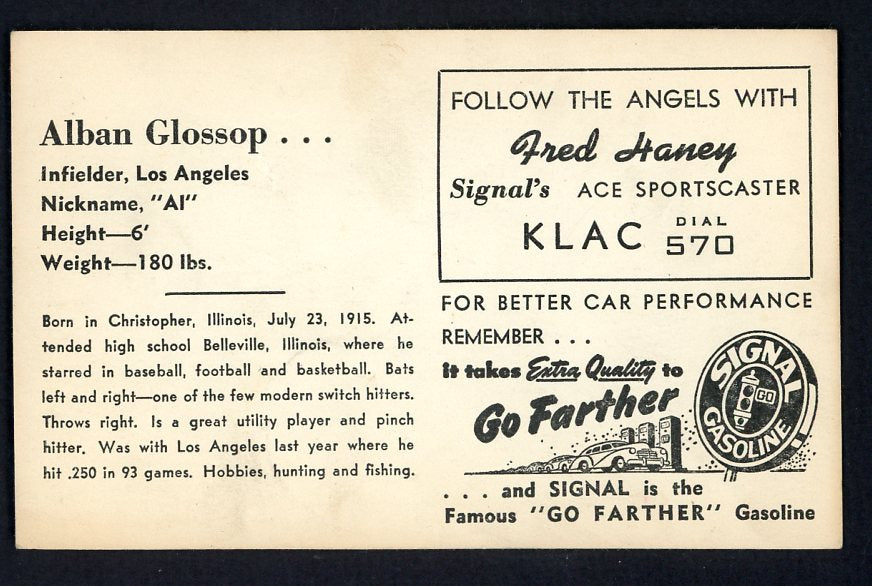 Alban Glossop . . .
Infielder, Los Angeles
Nickname, "Al"
Height—6'
Weight—180 lbs.
Born in Christopher, Illinois, July 23, 1915. At-
tended high school Belleville, Illinois, where he
starred in baseball, football and basketball. Bats
left and right—one of the few modern switch hitters.
Throws right. Is a great utility player and pinch
hitter. Was with Los Angeles last year where he
hit .250 in 93 games. Hobbies, hunting and fishing.
FOLLOW THE ANGELS WITH
Fred Haney
Signal's ACE SPORTSCASTER
KLAC DIAL 570
FOR BETTER CAR PERFORMANCE
REMEMBER . . .
it takes Extra Quality to
Go Farther
SIGNAL
GO
GASOLINE
. . . and SIGNAL is the
Famous "GO FARTHER" Gasoline